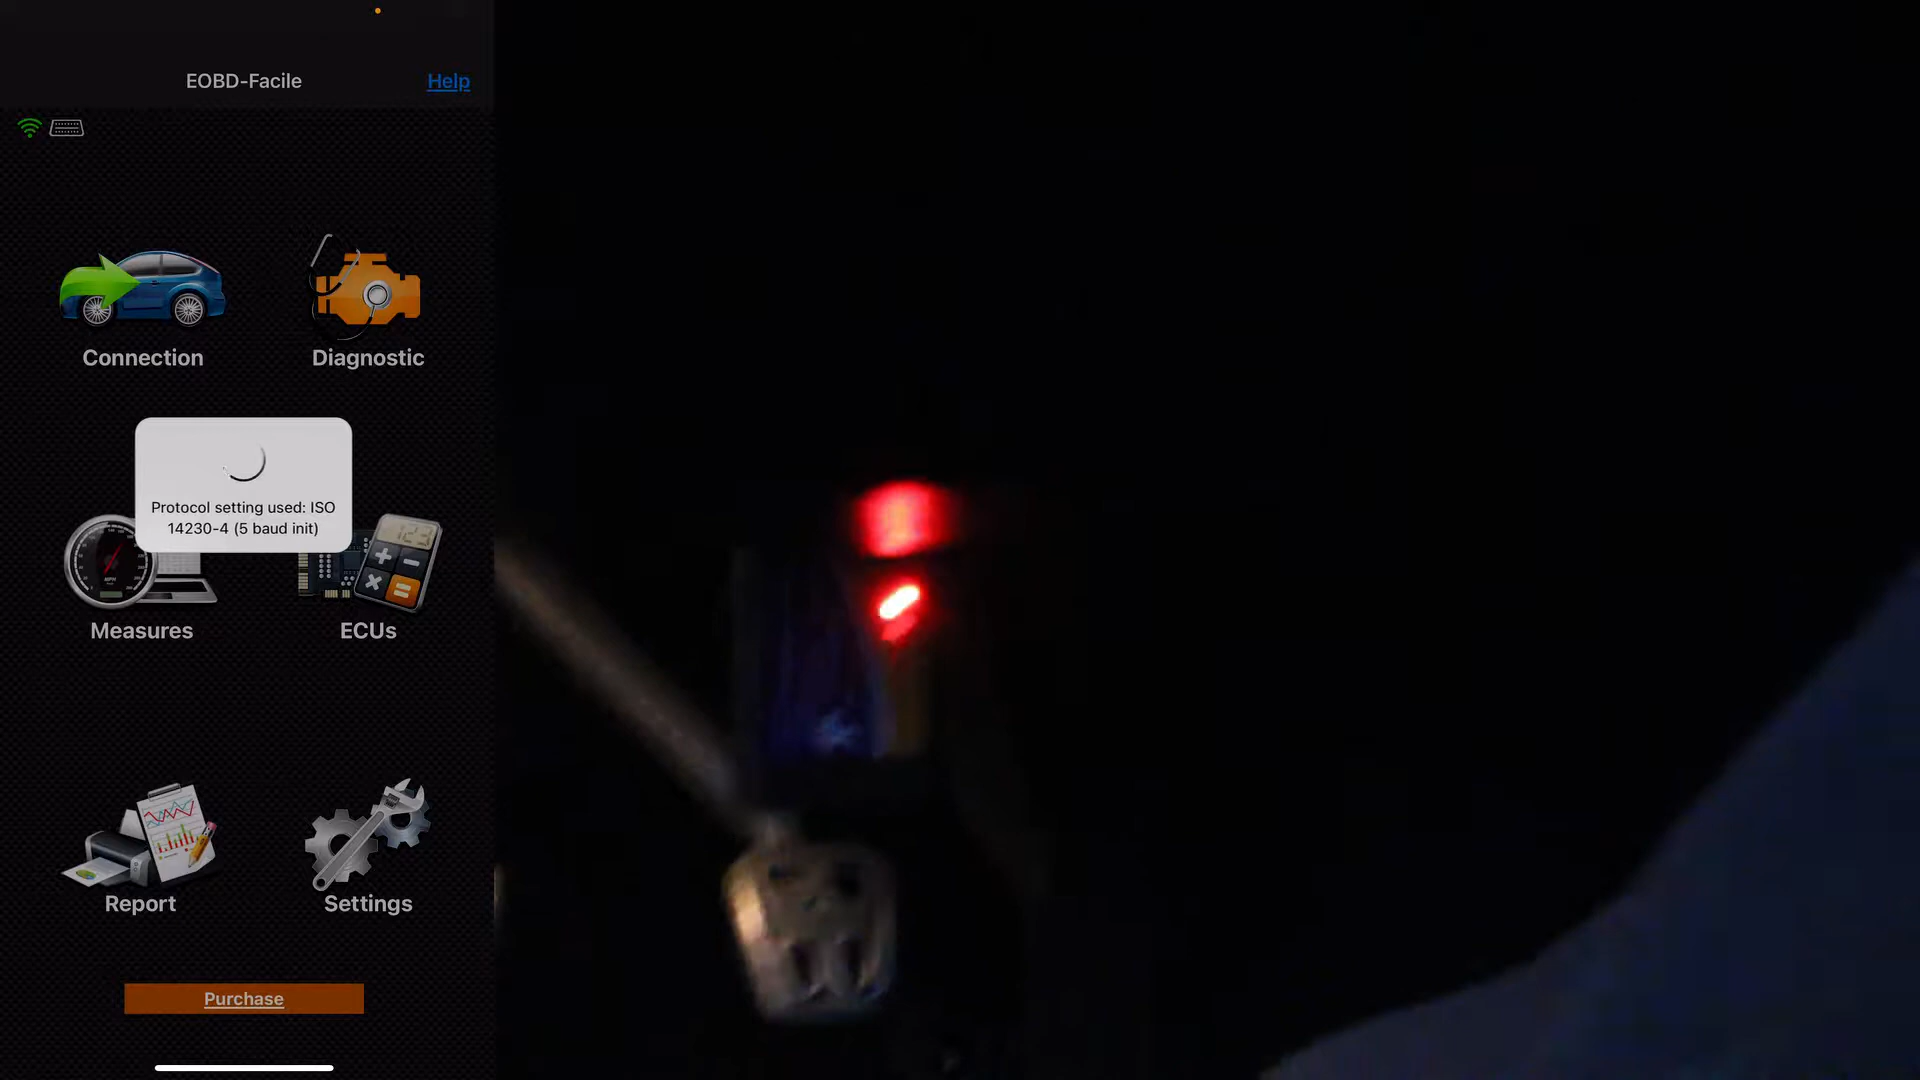 EOBD-Facile
Help
Connection
Diagnostic
Protocol setting used: ISO
14230-4 (5 baud init)
Measures
ECUs
Report
Settings
Purchase